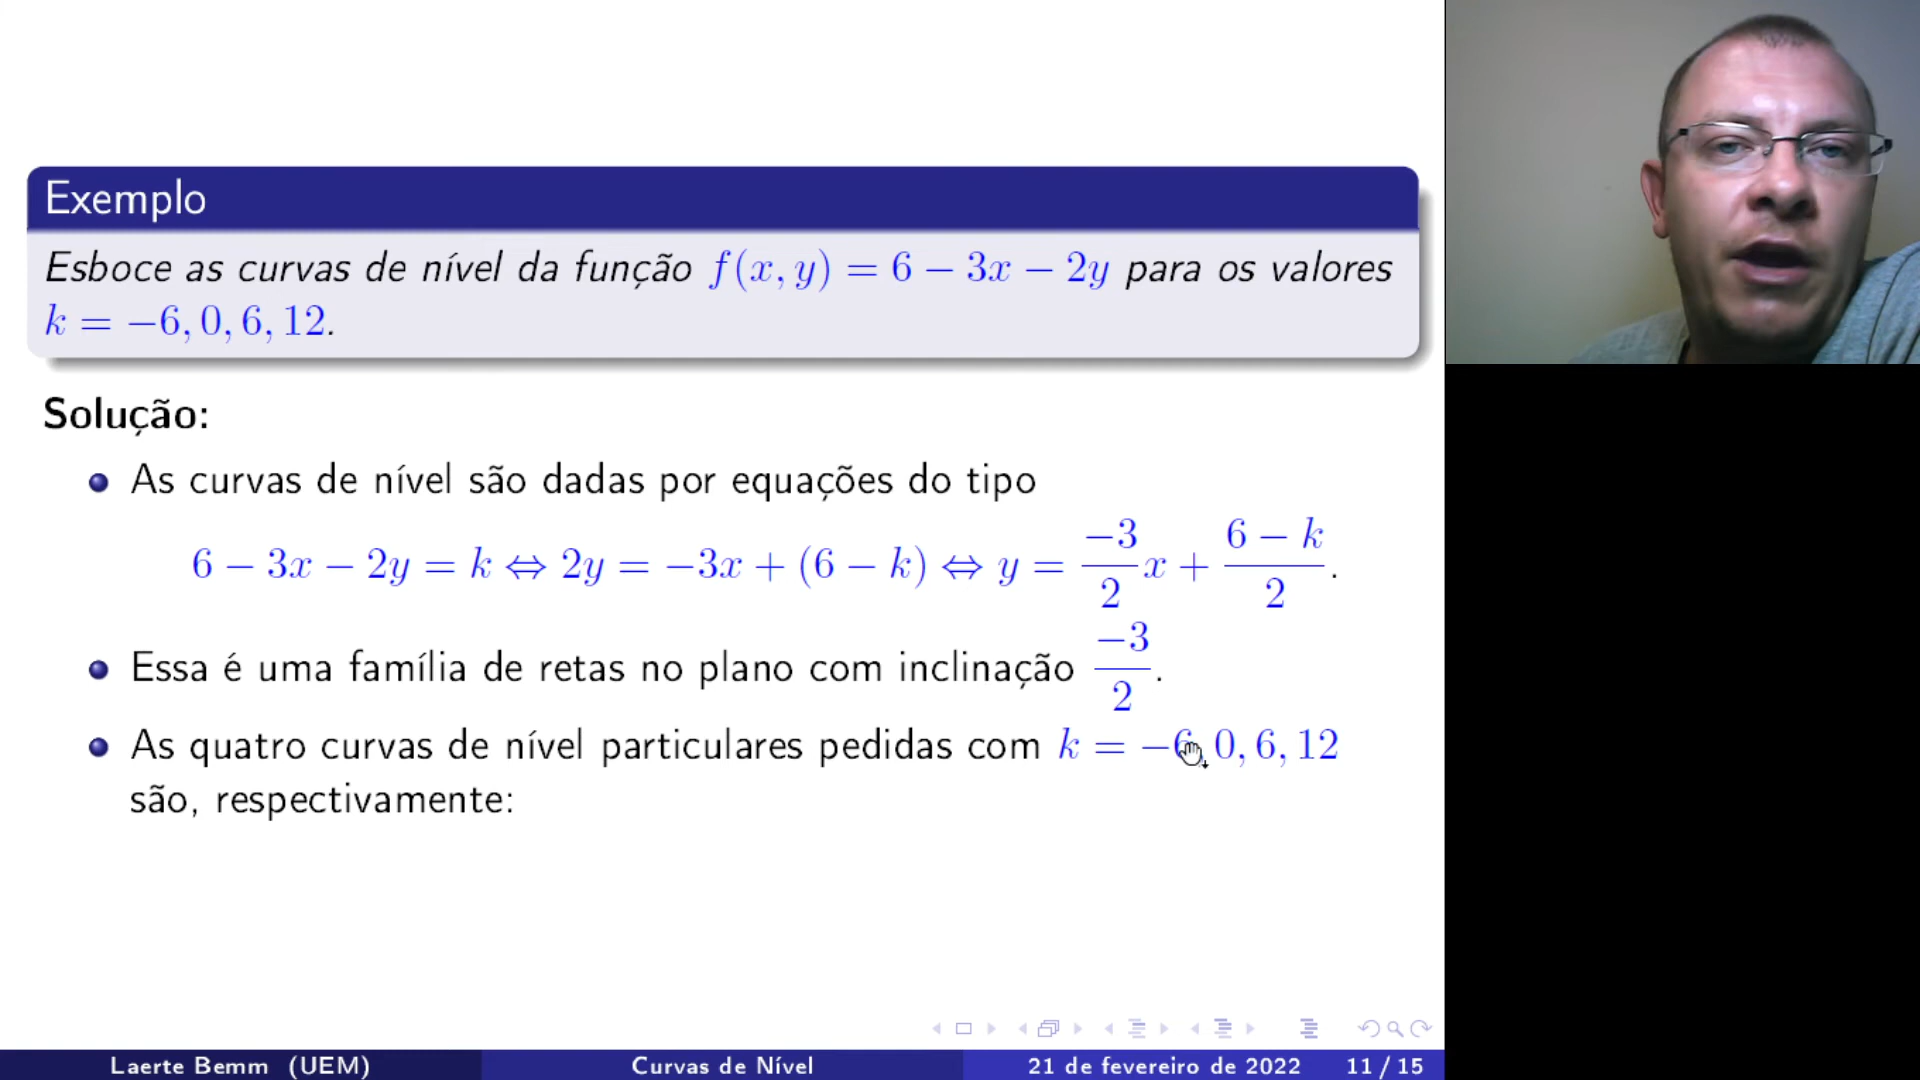 Exemplo
Esboce as curvas de nível da função f(x, y) = 6 − 3x − 2y para os valores
k = −6, 0, 6, 12.
Solução:
As curvas de nível são dadas por equações do tipo
6 − 3x − 2y = k ⇔ 2y = −3x + (6 − k) ⇔ y = \frac{−3}{2}x + \frac{6 − k}{2}.
Essa é uma família de retas no plano com inclinação \frac{−3}{2}.
As quatro curvas de nível particulares pedidas com k = −6, 0, 6, 12
são, respectivamente:
Laerte Bemm (UEM) Curvas de Nível 21 de fevereiro de 2022 11 / 15